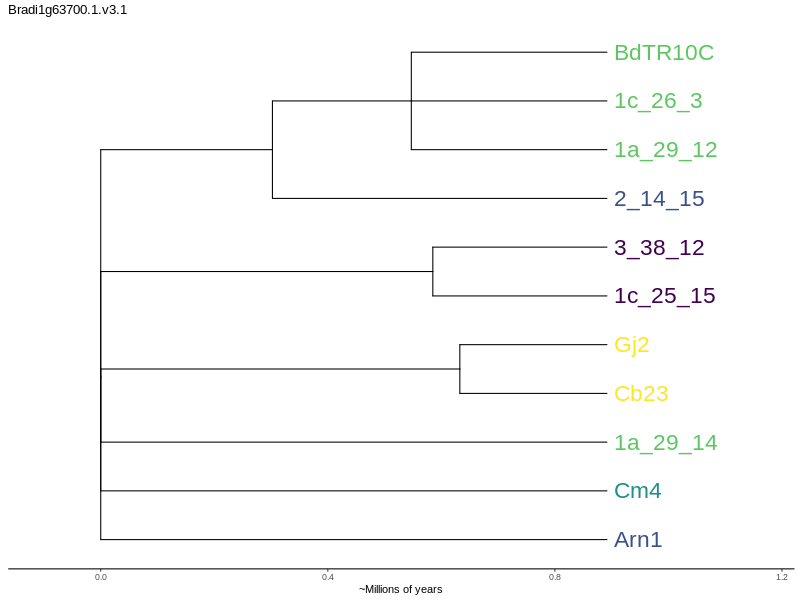 Bradi1g63700.1.v3.1
BdTR10C
1c_26_3
1a_29_12
2_14_15
3_38_12
1c_25_15
Gj2
Cb23
1a_29_14
Cm4
Arn1
0.0 0.4 0.8 1.2
~Millions of years